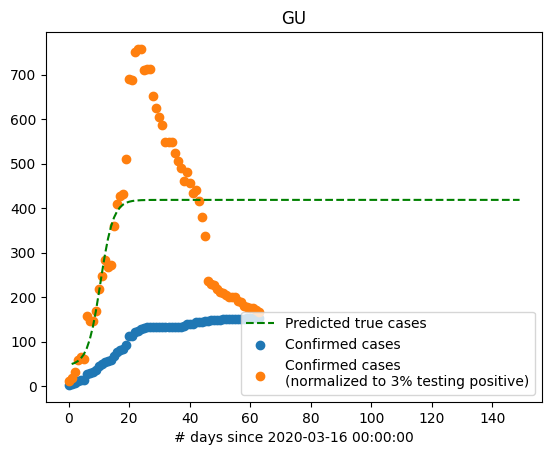 GU
700
600
500
400
300
200
100
0
Predicted true cases
Confirmed cases
Confirmed cases
(normalized to 3% testing positive)
0 20 40 60 80 100 120 140
# days since 2020-03-16 00:00:00